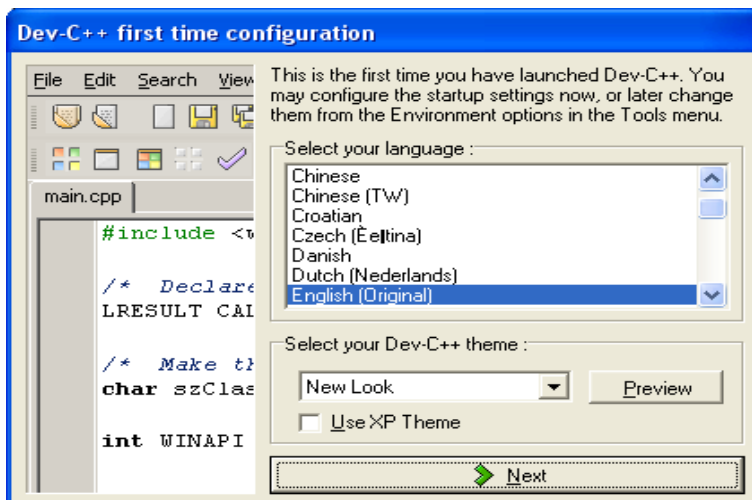 Dev-C++ first time configuration
File Edit Search View
main.cpp
#include <w
/* Declare
LRESULT CAL
/* Make th
char szClas
int WINAPI
This is the first time you have launched Dev-C++. You
may configure the startup settings now, or later change
them from the Environment options in the Tools menu.
Select your language :
Chinese
Chinese (TW)
Croatian
Czech (Èeltina)
Danish
Dutch (Nederlands)
English (Original)
Select your Dev-C++ theme :
New Look
Preview
Use XP Theme
Next